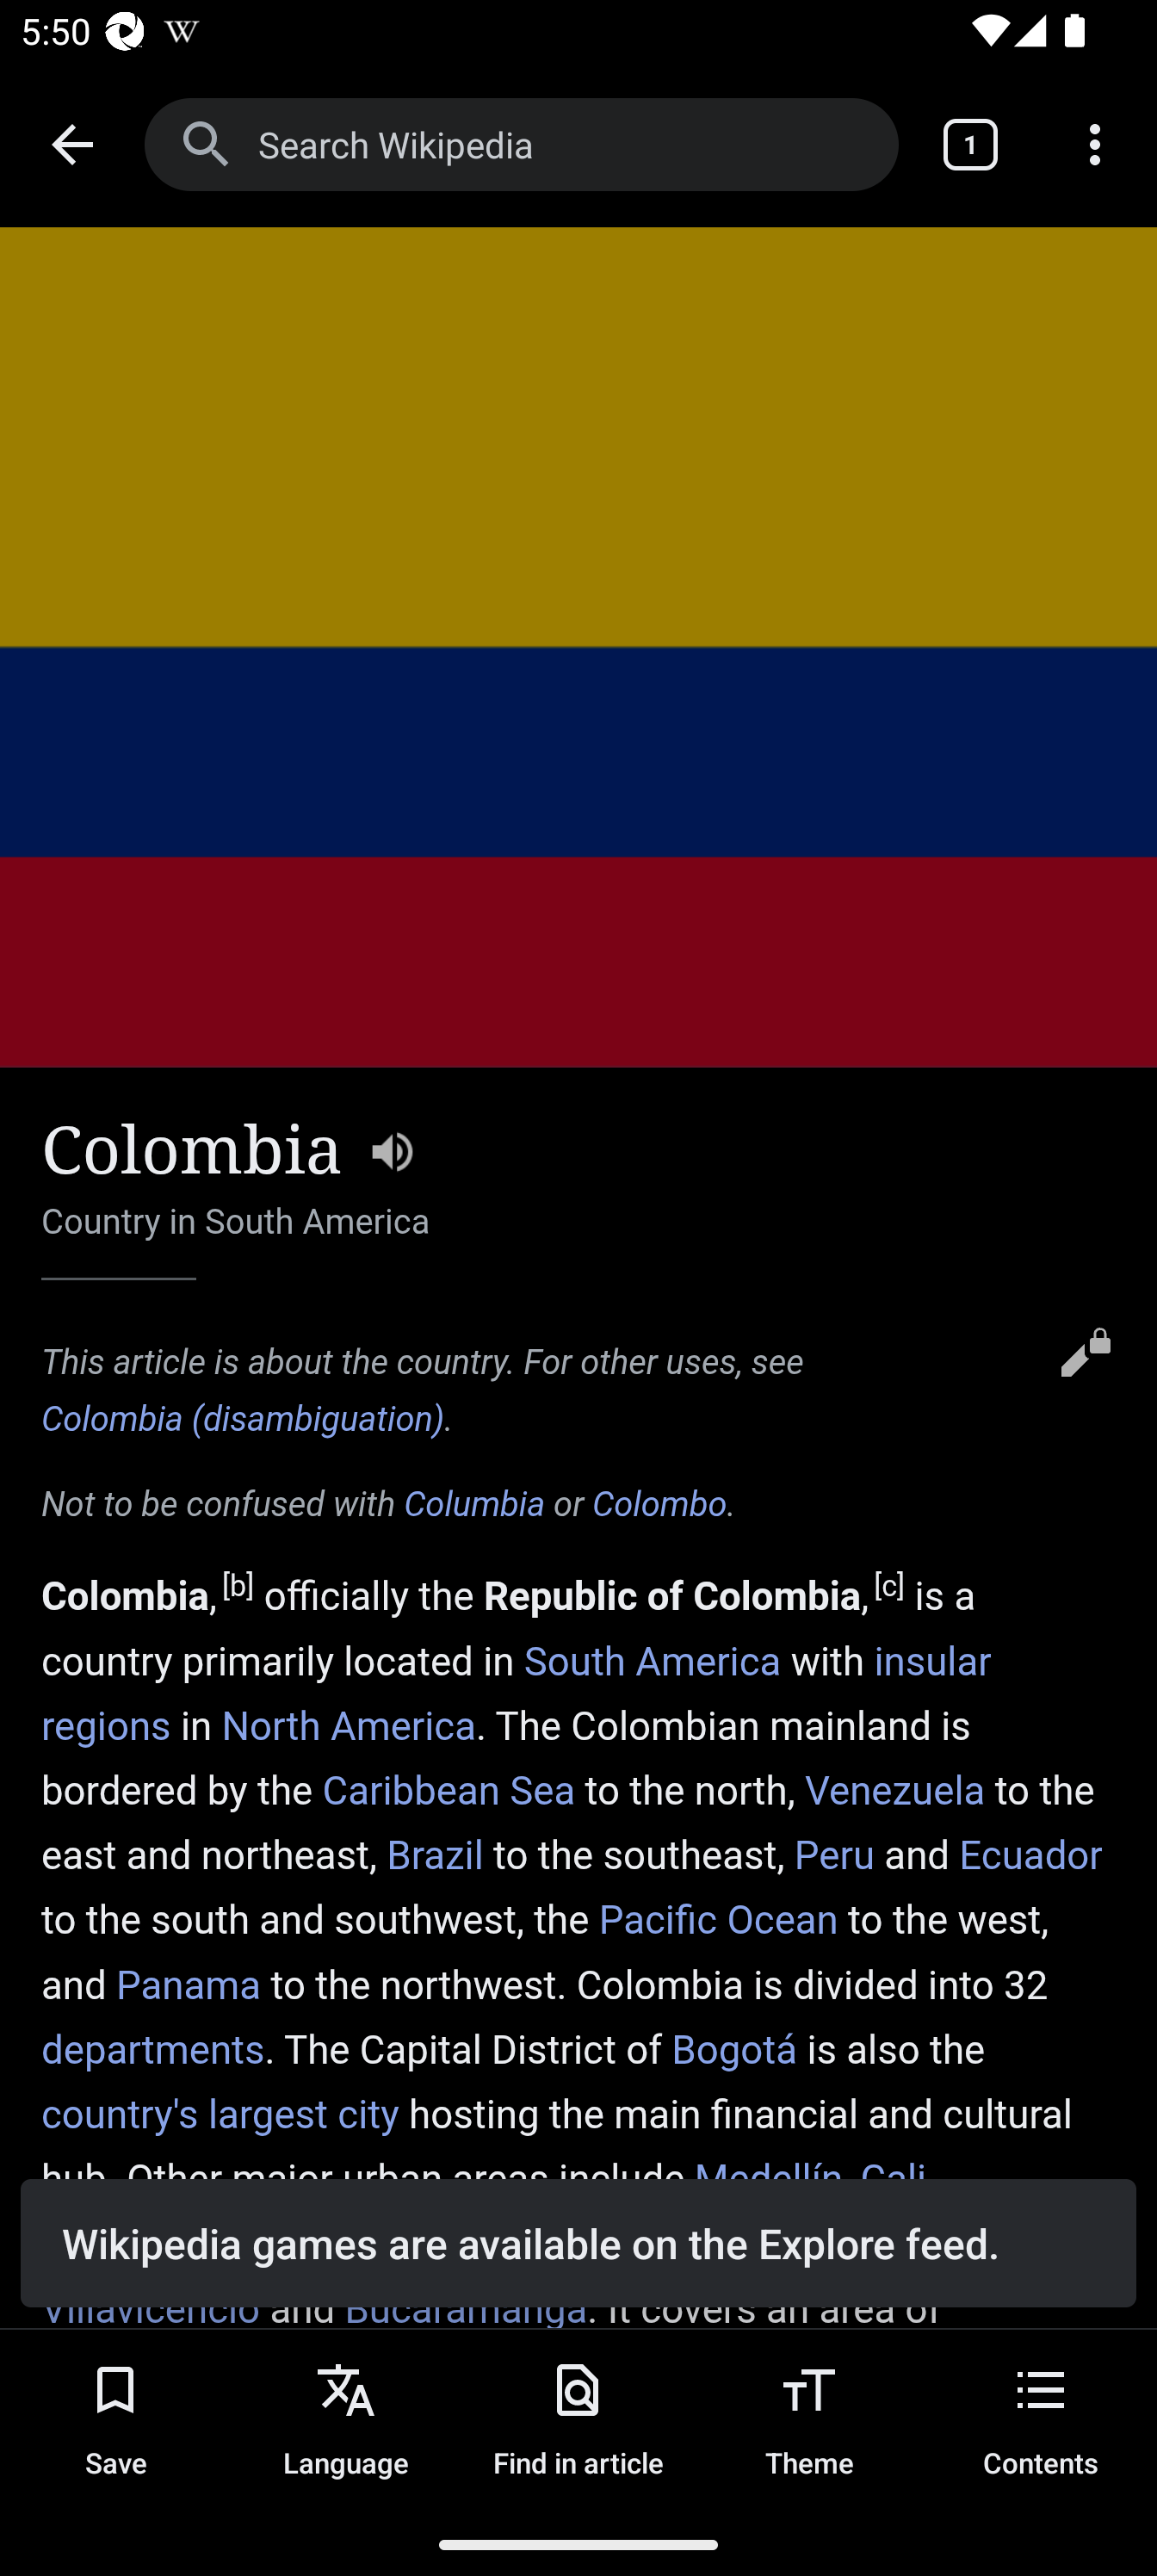 5:50
Search Wikipedia
1
Colombia
Country in South America
This article is about the country. For other uses, see
Colombia (disambiguation).
Not to be confused with Columbia or Colombo.
Colombia,[b] officially the Republic of Colombia,[c] is a
country primarily located in South America with insular
regions in North America. The Colombian mainland is
bordered by the Caribbean Sea to the north, Venezuela to the
east and northeast, Brazil to the southeast, Peru and Ecuador
to the south and southwest, the Pacific Ocean to the west,
and Panama to the northwest. Colombia is divided into 32
departments. The Capital District of Bogotá is also the
country's largest city hosting the main financial and cultural
hub. Other major urban areas include Medellín, Cali,
Wikipedia games are available on the Explore feed.
Villavicencio and Bucaramanga. It covers an area of
Save
Language
Find in article
Theme
Contents